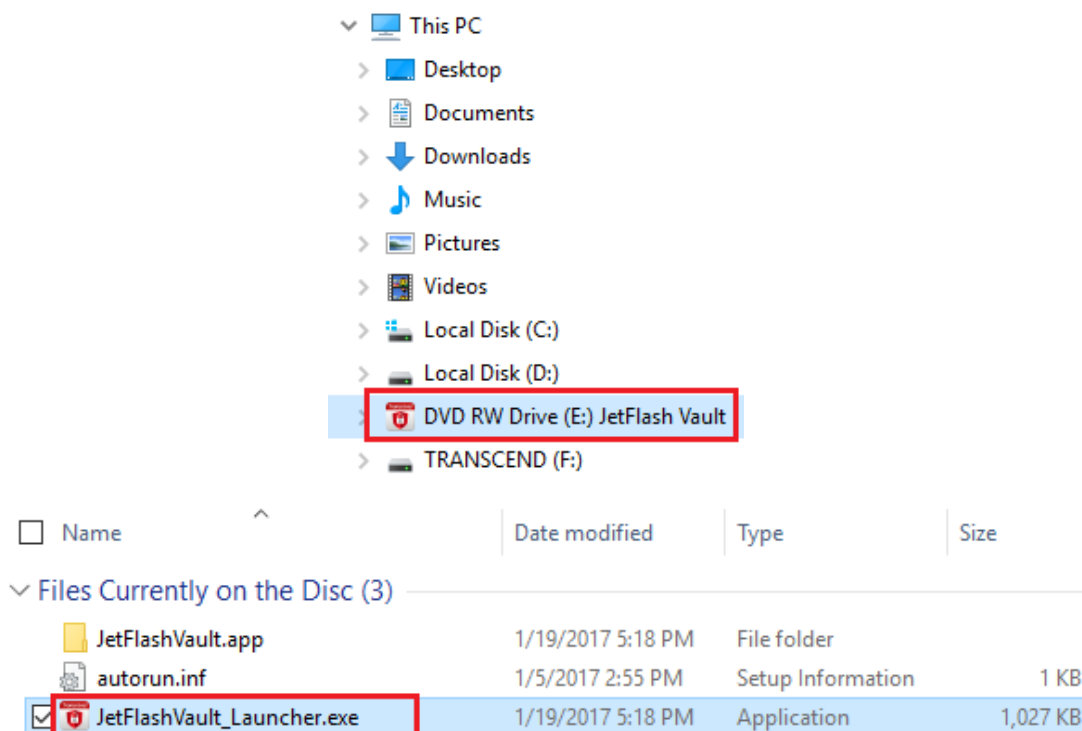 This PC
Desktop
Documents
Downloads
Music
Pictures
Videos
Local Disk (C:)
Local Disk (D:)
DVD RW Drive (E:) JetFlash Vault
TRANSCEND (F:)
Name Date modified Type Size
Files Currently on the Disc (3)
JetFlashVault.app 1/19/2017 5:18 PM File folder
autorun.inf 1/5/2017 2:55 PM Setup Information 1 KB
JetFlashVault_Launcher.exe 1/19/2017 5:18 PM Application 1,027 KB